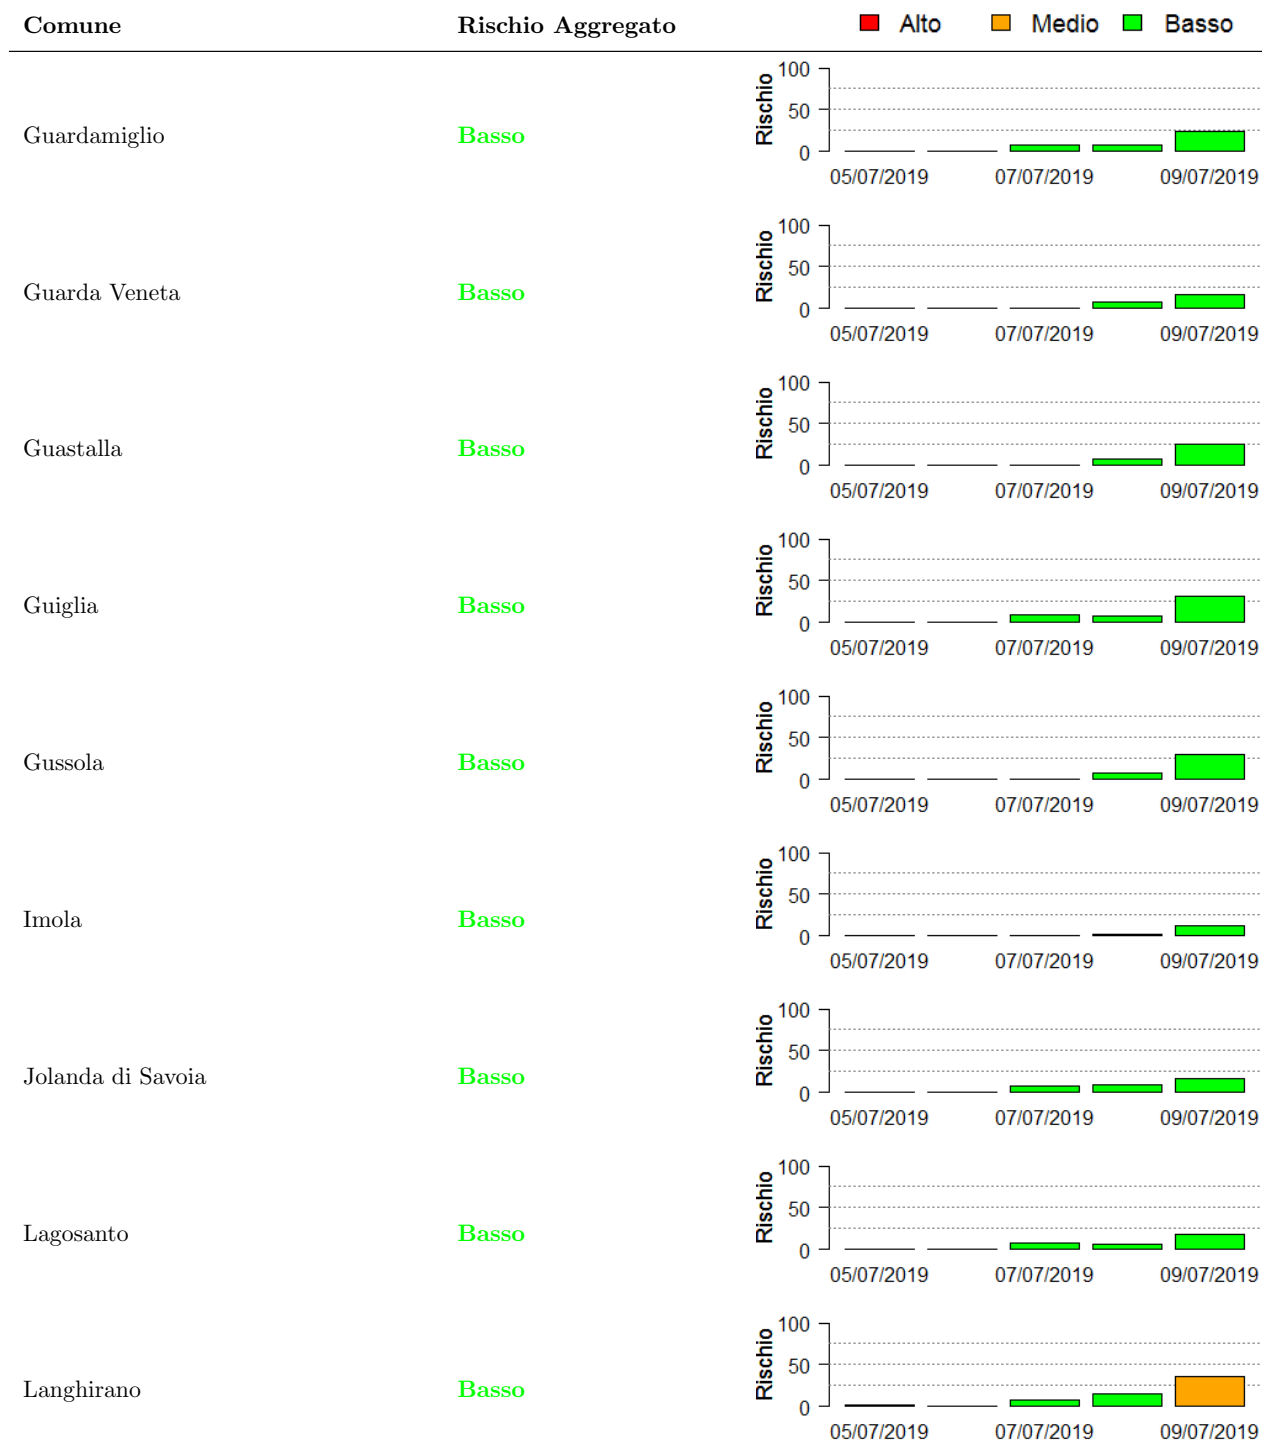 Comune Rischio Aggregato Alto Medio Basso
100
50
0
Rischio
Guardamiglio Basso
05/07/2019 07/07/2019 09/07/2019
100
50
0
Rischio
Guarda Veneta Basso
05/07/2019 07/07/2019 09/07/2019
100
50
0
Rischio
Guastalla Basso
05/07/2019 07/07/2019 09/07/2019
100
50
0
Rischio
Guiglia Basso
05/07/2019 07/07/2019 09/07/2019
100
50
0
Rischio
Gussola Basso
05/07/2019 07/07/2019 09/07/2019
100
50
0
Rischio
Imola Basso
05/07/2019 07/07/2019 09/07/2019
100
50
0
Rischio
Jolanda di Savoia Basso
05/07/2019 07/07/2019 09/07/2019
100
50
0
Rischio
Lagosanto Basso
05/07/2019 07/07/2019 09/07/2019
100
50
0
Rischio
Langhirano Basso
05/07/2019 07/07/2019 09/07/2019